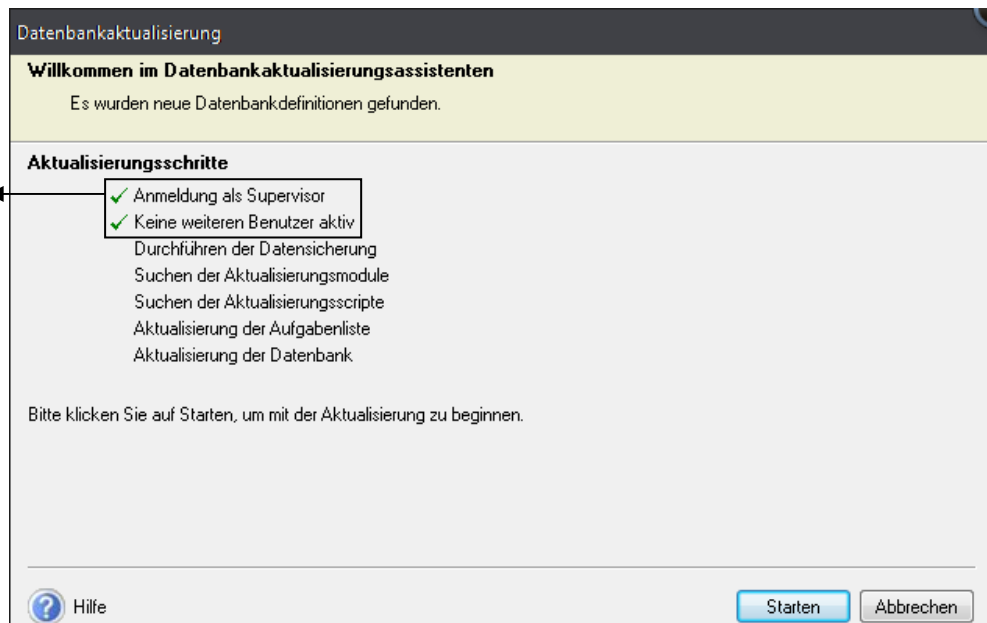 Datenbankaktualisierung
Willkommen im Datenbankaktualisierungsassistenten
Es wurden neue Datenbankdefinitionen gefunden.
Aktualisierungsschritte
Anmeldung als Supervisor
Keine weiteren Benutzer aktiv
Durchführen der Datensicherung
Suchen der Aktualisierungsmodule
Suchen der Aktualisierungsscripte
Aktualisierung der Aufgabenliste
Aktualisierung der Datenbank
Bitte klicken Sie auf Starten, um mit der Aktualisierung zu beginnen.
Hilfe Starten Abbrechen